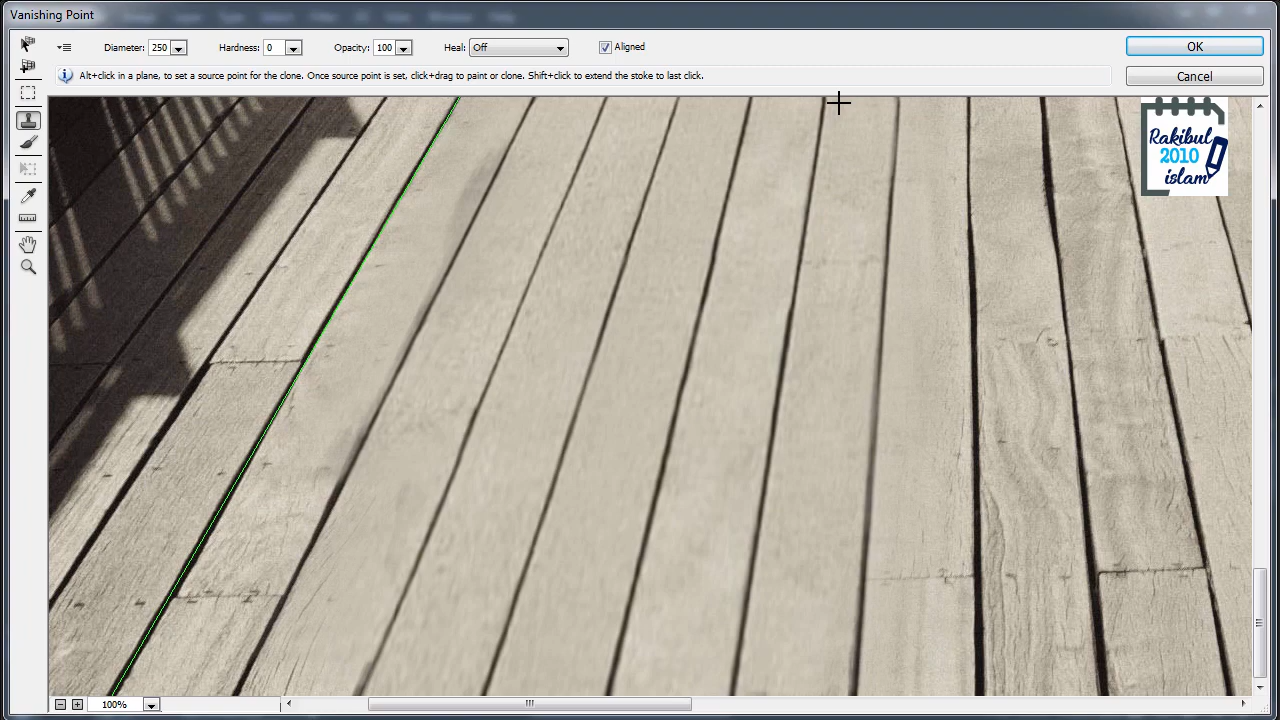 Vanishing Point
Diameter: 250 Hardness: 0 Opacity: 100 Heal: Off Aligned
OK
Alt+click in a plane, to set a source point for the clone. Once source point is set, click+drag to paint or clone. Shift+click to extend the stoke to last click.
Cancel
Rakibul
2010
islam
100%